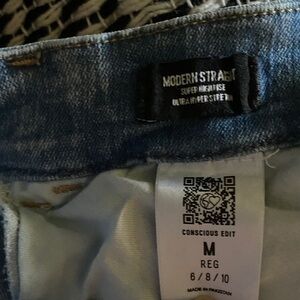 MODERN STRAIGHT
SUPER HIGH RISE
ULTRA HYPER STRETCH
CONSCIOUS EDIT
M
REG
6/8/10
MADE IN PAKISTAN